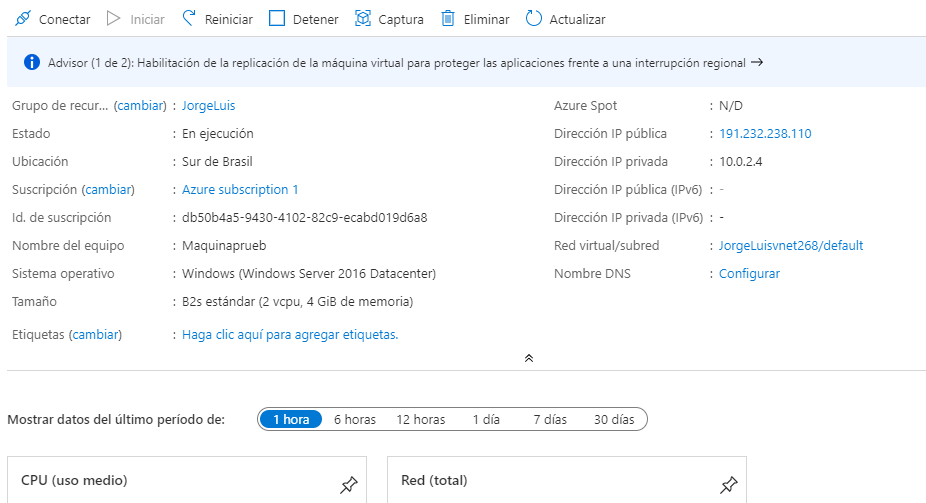 Conectar Iniciar Reiniciar Detener Captura Eliminar Actualizar
Advisor (1 de 2): Habilitación de la replicación de la máquina virtual para proteger las aplicaciones frente a una interrupción regional →
Grupo de recur... (cambiar) : JorgeLuis
Estado : En ejecución
Ubicación : Sur de Brasil
Suscripción (cambiar) : Azure subscription 1
Id. de suscripción : db50b4a5-9430-4102-82c9-ecabd019d6a8
Nombre del equipo : Maquinaprueb
Sistema operativo : Windows (Windows Server 2016 Datacenter)
Tamaño : B2s estándar (2 vcpu, 4 GiB de memoria)
Etiquetas (cambiar) : Haga clic aquí para agregar etiquetas.
Azure Spot : N/D
Dirección IP pública : 191.232.238.110
Dirección IP privada : 10.0.2.4
Dirección IP pública (IPv6) : -
Dirección IP privada (IPv6) : -
Red virtual/subred : JorgeLuisvnet268/default
Nombre DNS : Configurar
Mostrar datos del último período de: 1 hora 6 horas 12 horas 1 día 7 días 30 días
CPU (uso medio)
Red (total)